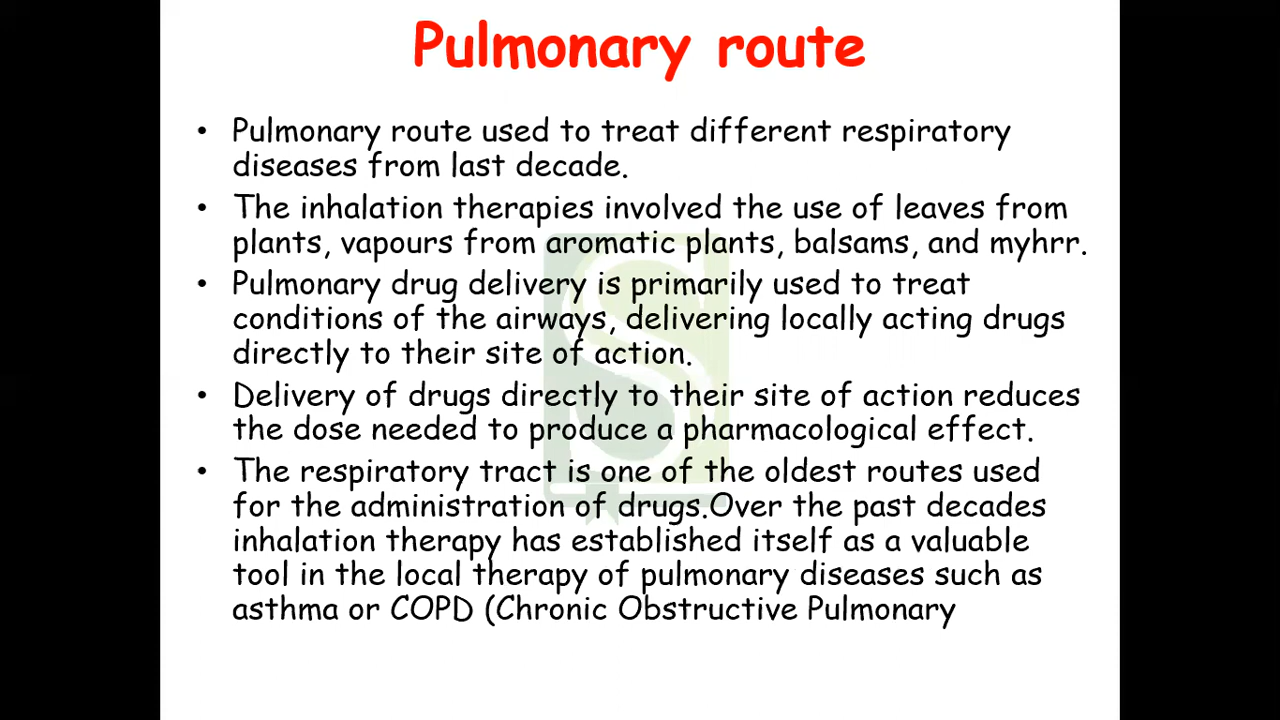 Pulmonary route
• Pulmonary route used to treat different respiratory
diseases from last decade.
• The inhalation therapies involved the use of leaves from
plants, vapours from aromatic plants, balsams, and myhrr.
• Pulmonary drug delivery is primarily used to treat
conditions of the airways, delivering locally acting drugs
directly to their site of action.
• Delivery of drugs directly to their site of action reduces
the dose needed to produce a pharmacological effect.
• The respiratory tract is one of the oldest routes used
for the administration of drugs.Over the past decades
inhalation therapy has established itself as a valuable
tool in the local therapy of pulmonary diseases such as
asthma or COPD (Chronic Obstructive Pulmonary